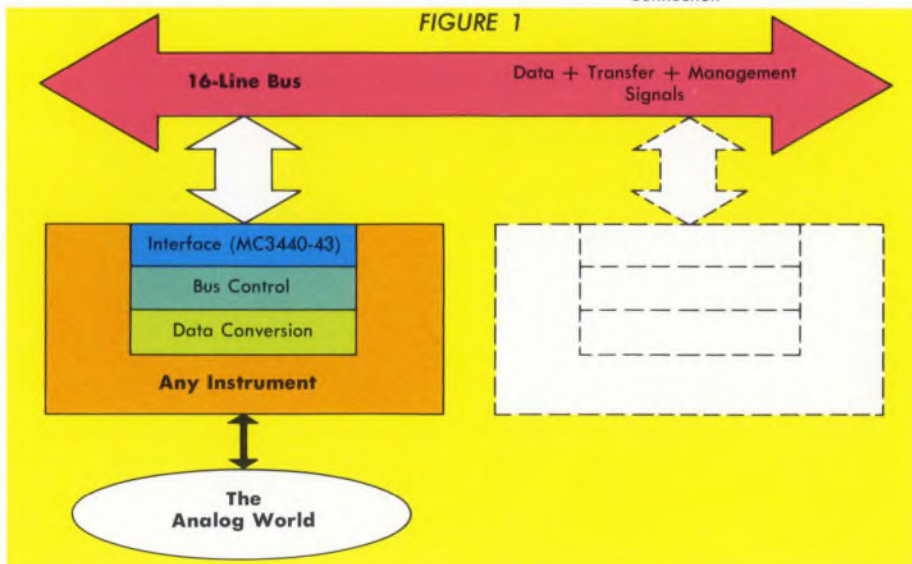 FIGURE 1
16-Line Bus
Data + Transfer + Management
Signals
Interface (MC3440-43)
Bus Control
Data Conversion
Any Instrument
The
Analog World